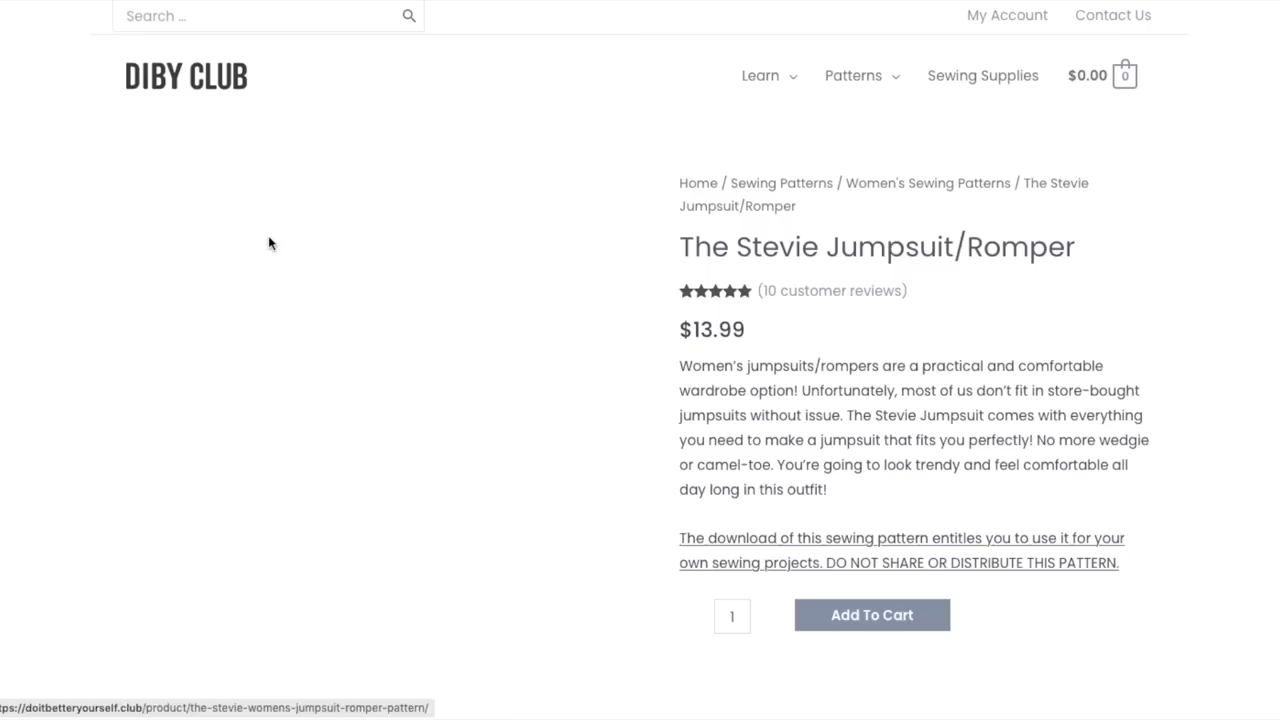 Search ...
My Account Contact Us
DIBY CLUB
Learn Patterns Sewing Supplies $0.00 0
Home / Sewing Patterns / Women's Sewing Patterns / The Stevie
Jumpsuit/Romper
The Stevie Jumpsuit/Romper
(10 customer reviews)
$13.99
Women's jumpsuits/rompers are a practical and comfortable
wardrobe option! Unfortunately, most of us don't fit in store-bought
jumpsuits without issue. The Stevie Jumpsuit comes with everything
you need to make a jumpsuit that fits you perfectly! No more wedgie
or camel-toe. You're going to look trendy and feel comfortable all
day long in this outfit!
The download of this sewing pattern entitles you to use it for your
own sewing projects. DO NOT SHARE OR DISTRIBUTE THIS PATTERN.
1 Add To Cart
tps://doitbetteryourself.club/product/the-stevie-womens-jumpsuit-romper-pattern/